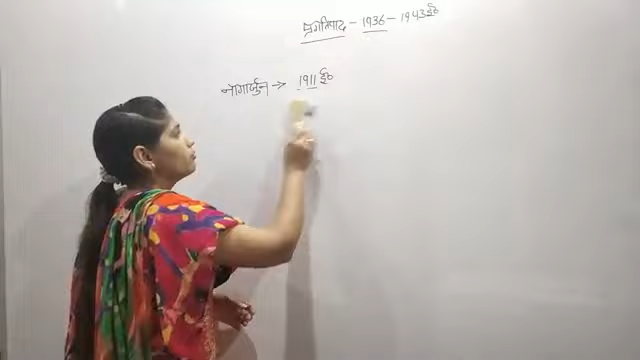 प्रगतिवाद - 1936 - 1943 ई०
नागार्जुन → 1911 ई०